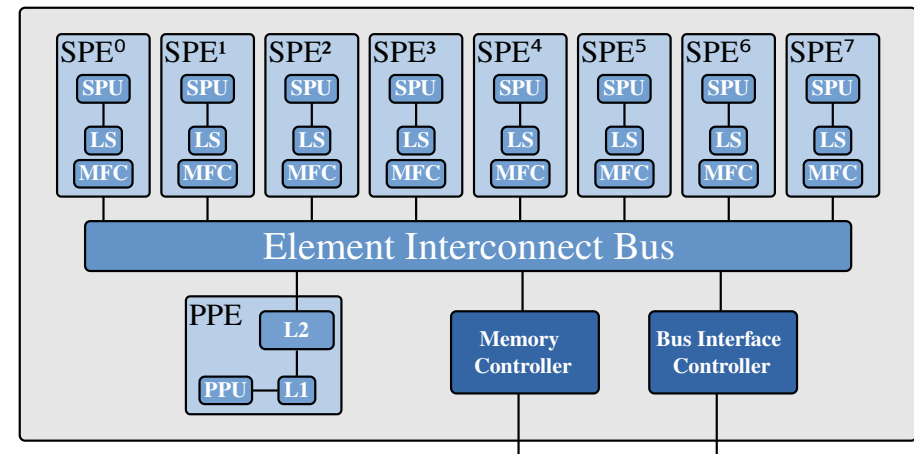 SPE⁰ SPE¹ SPE² SPE³ SPE⁴ SPE⁵ SPE⁶ SPE⁷
SPU SPU SPU SPU SPU SPU SPU SPU
LS LS LS LS LS LS LS LS
MFC MFC MFC MFC MFC MFC MFC MFC
Element Interconnect Bus
PPE
L2
PPU L1
Memory
Controller
Bus Interface
Controller